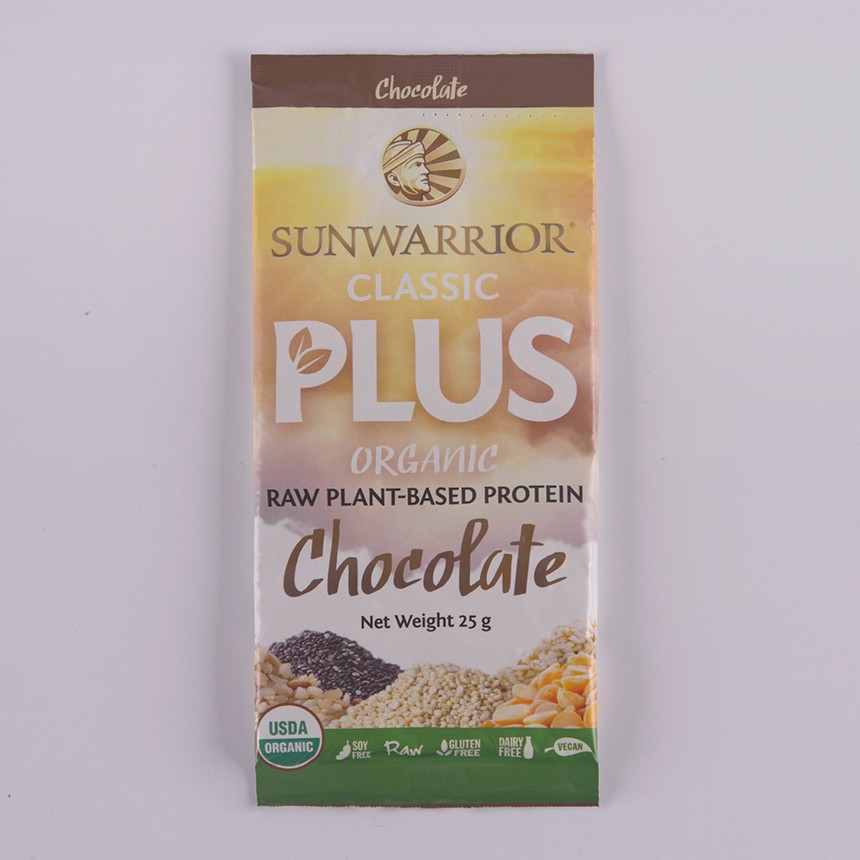 Chocolate
SUNWARRIOR®
CLASSIC
PLUS
ORGANIC
RAW PLANT-BASED PROTEIN
Chocolate
Net Weight 25 g
USDA
ORGANIC
SOY
FREE
Raw
GLUTEN
FREE
DAIRY
FREE
VEGAN